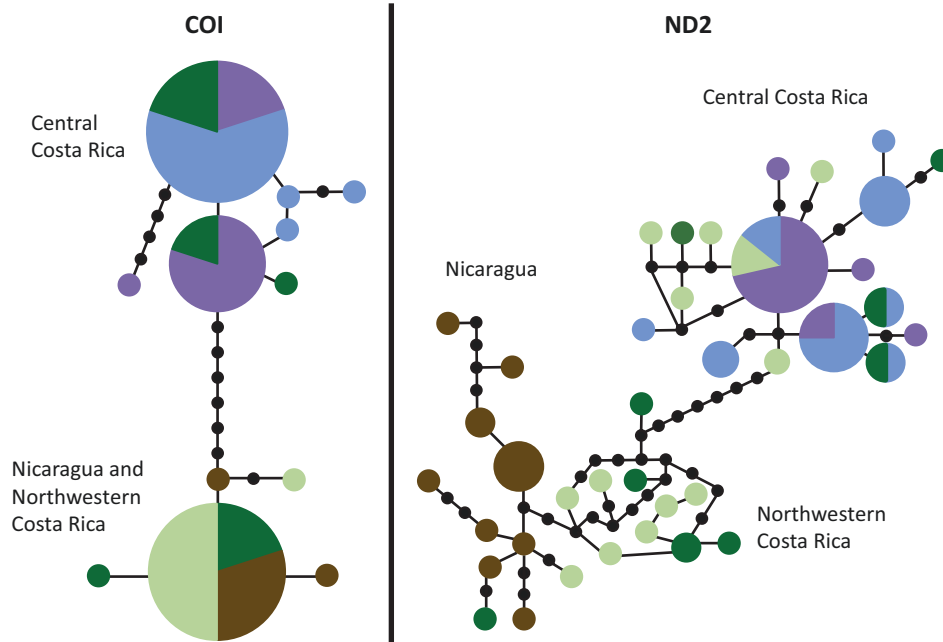 COI
Central
Costa Rica
Nicaragua and
Northwestern
Costa Rica
ND2
Central Costa Rica
Nicaragua
Northwestern
Costa Rica